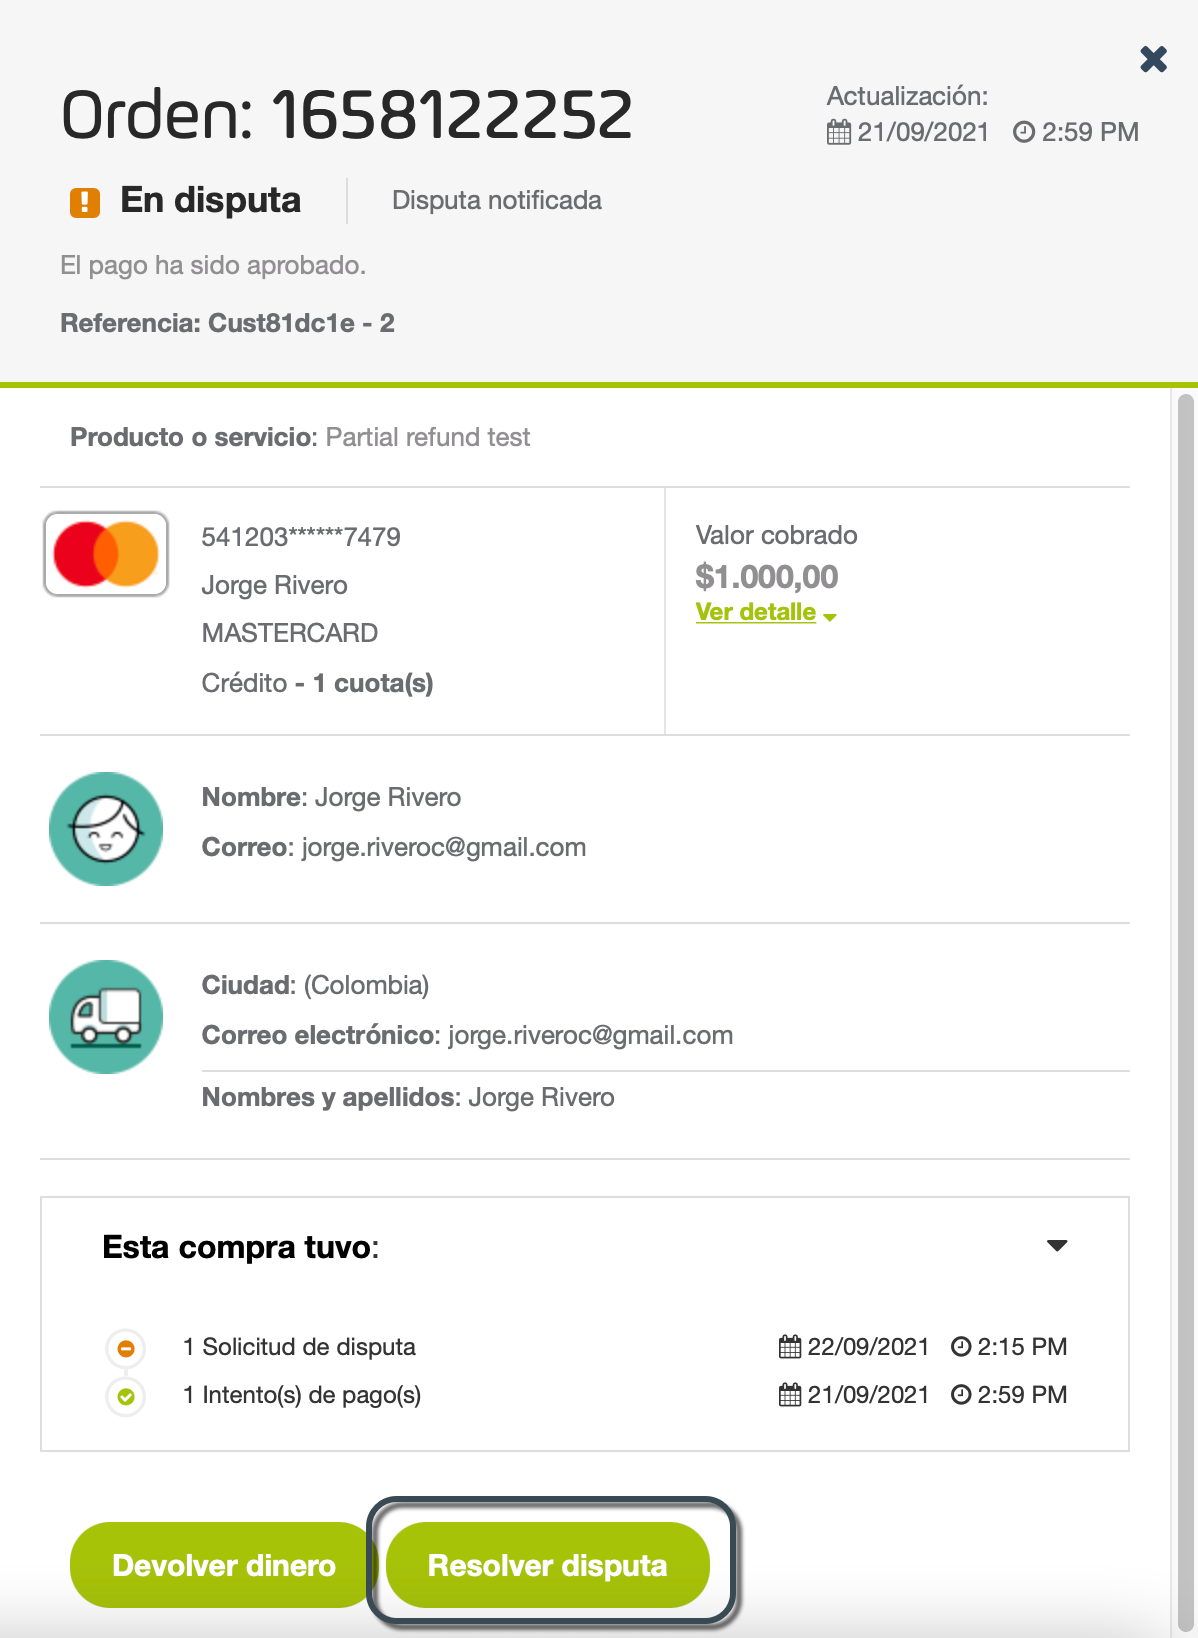 Orden: 1658122252
Actualización:
21/09/2021 2:59 PM
En disputa
Disputa notificada
El pago ha sido aprobado.
Referencia: Cust81dc1e - 2
Producto o servicio: Partial refund test
541203******7479
Jorge Rivero
MASTERCARD
Crédito - 1 cuota(s)
Valor cobrado
$1.000,00
Ver detalle
Nombre: Jorge Rivero
Correo: jorge.riveroc@gmail.com
Ciudad: (Colombia)
Correo electrónico: jorge.riveroc@gmail.com
Nombres y apellidos: Jorge Rivero
Esta compra tuvo:
1 Solicitud de disputa 22/09/2021 2:15 PM
1 Intento(s) de pago(s) 21/09/2021 2:59 PM
Devolver dinero
Resolver disputa